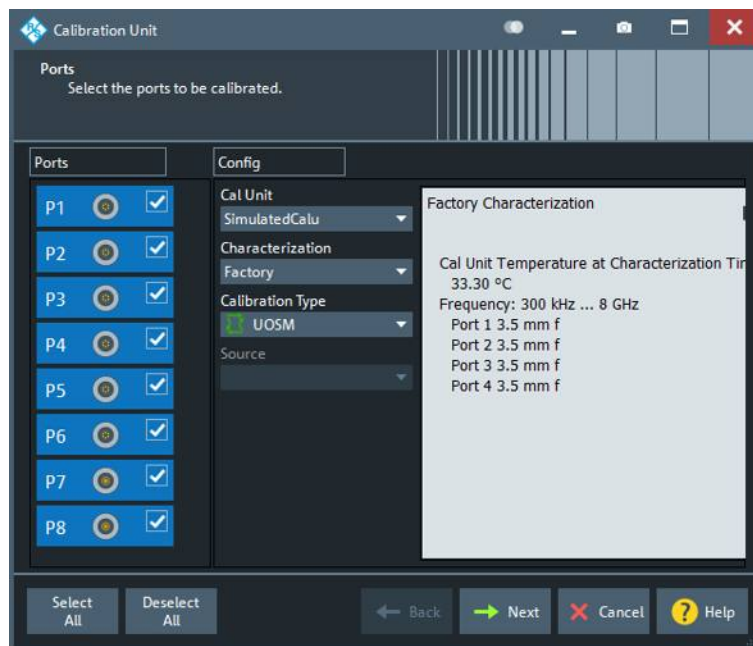 Calibration Unit
Ports
Select the ports to be calibrated.
Ports
P1
P2
P3
P4
P5
P6
P7
P8
Config
Cal Unit
SimulatedCalu
Characterization
Factory
Calibration Type
UOSM
Source
Factory Characterization
Cal Unit Temperature at Characterization
33.30 ºC
Frequency: 300 kHz ... 8 GHz
Port 1 3.5 mm f
Port 2 3.5 mm f
Port 3 3.5 mm f
Port 4 3.5 mm f
Select
All
Deselect
All
Back
Next
Cancel
? Help